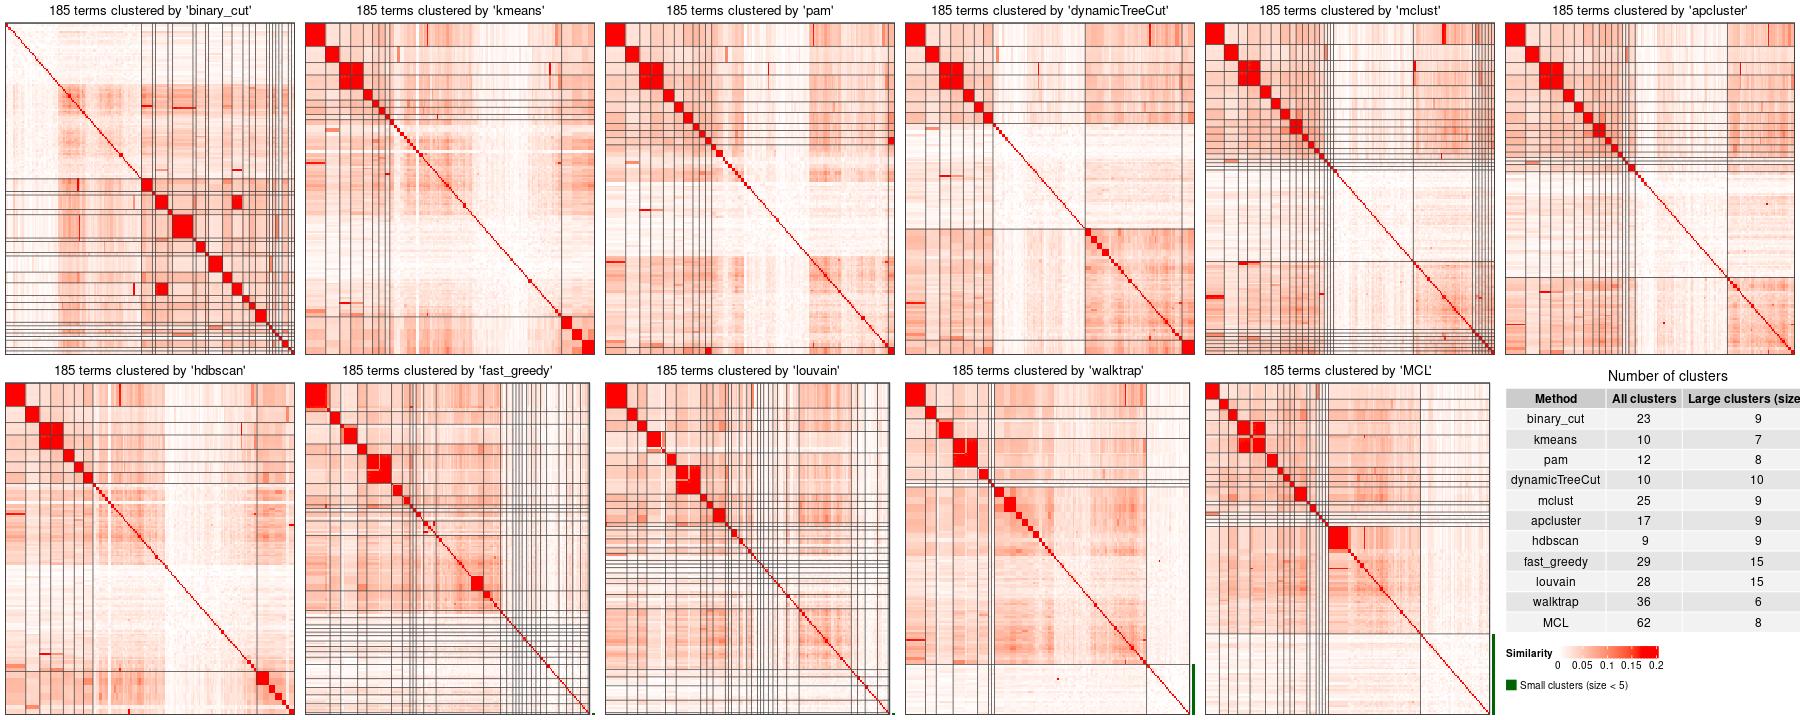 185 terms clustered by 'binary_cut'
185 terms clustered by 'kmeans'
185 terms clustered by 'pam'
185 terms clustered by 'dynamicTreeCut'
185 terms clustered by 'mclust'
185 terms clustered by 'apcluster'
185 terms clustered by 'hdbscan'
185 terms clustered by 'fast_greedy'
185 terms clustered by 'louvain'
185 terms clustered by 'walktrap'
185 terms clustered by 'MCL'
Number of clusters
Method All clusters Large clusters (size
binary_cut 23 9
kmeans 10 7
pam 12 8
dynamicTreeCut 10 10
mclust 25 9
apcluster 17 9
hdbscan 9 9
fast_greedy 29 15
louvain 28 15
walktrap 36 6
MCL 62 8
Similarity
0 0.05 0.1 0.15 0.2
Small clusters (size < 5)